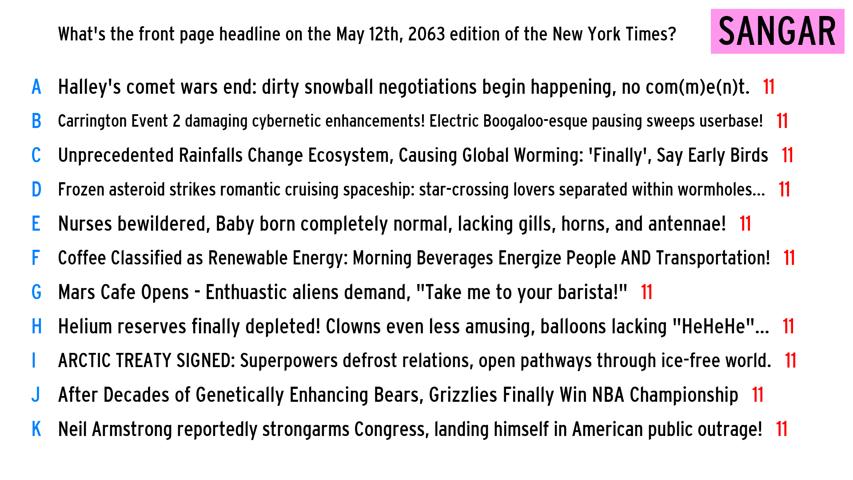 What's the front page headline on the May 12th, 2063 edition of the New York Times? SANGAR
A Halley's comet wars end: dirty snowball negotiations begin happening, no com(m)e(n)t. 11
B Carrington Event 2 damaging cybernetic enhancements! Electric Boogaloo-esque pausing sweeps userbase! 11
C Unprecedented Rainfalls Change Ecosystem, Causing Global Worming: 'Finally', Say Early Birds 11
D Frozen asteroid strikes romantic cruising spaceship: star-crossing lovers separated within wormholes... 11
E Nurses bewildered, Baby born completely normal, lacking gills, horns, and antennae! 11
F Coffee Classified as Renewable Energy: Morning Beverages Energize People AND Transportation! 11
G Mars Cafe Opens - Enthuastic aliens demand, "Take me to your barista!" 11
H Helium reserves finally depleted! Clowns even less amusing, balloons lacking "HeHeHe"... 11
I ARCTIC TREATY SIGNED: Superpowers defrost relations, open pathways through ice-free world. 11
J After Decades of Genetically Enhancing Bears, Grizzlies Finally Win NBA Championship 11
K Neil Armstrong reportedly strongarms Congress, landing himself in American public outrage! 11